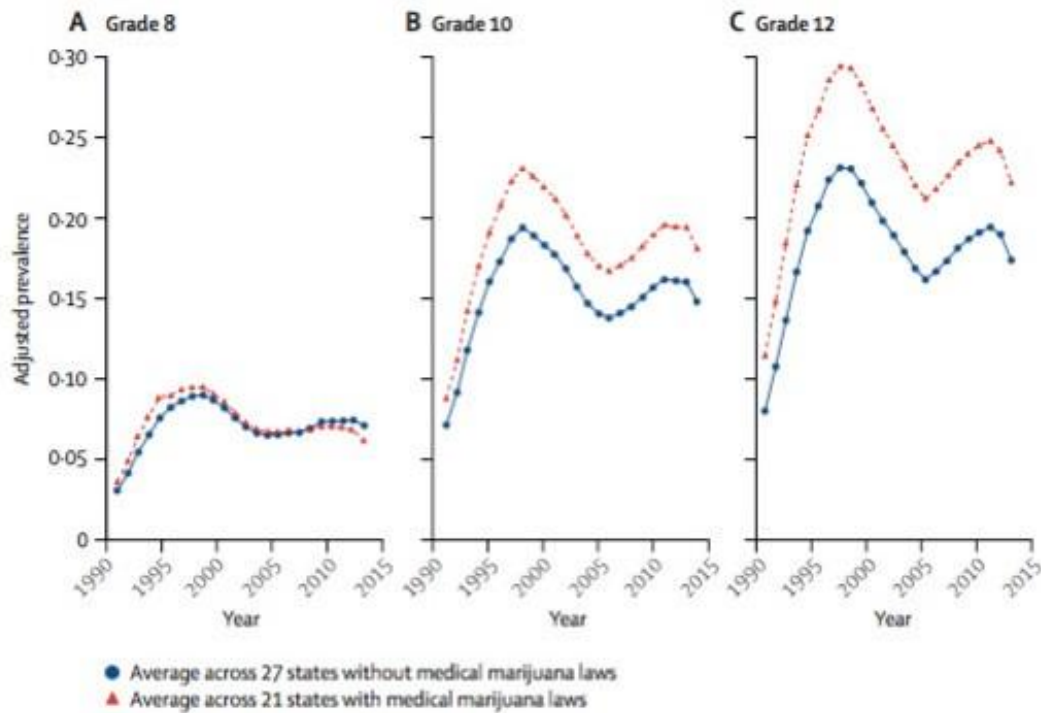 A Grade 8
B Grade 10
C Grade 12
Adjusted prevalence
0·30
0·25
0·20
0·15
0·10
0·05
0
1990
1995
2000
2005
2010
2015
Year
1990
1995
2000
2005
2010
2015
Year
1990
1995
2000
2005
2010
2015
Year
Average across 27 states without medical marijuana laws
Average across 21 states with medical marijuana laws